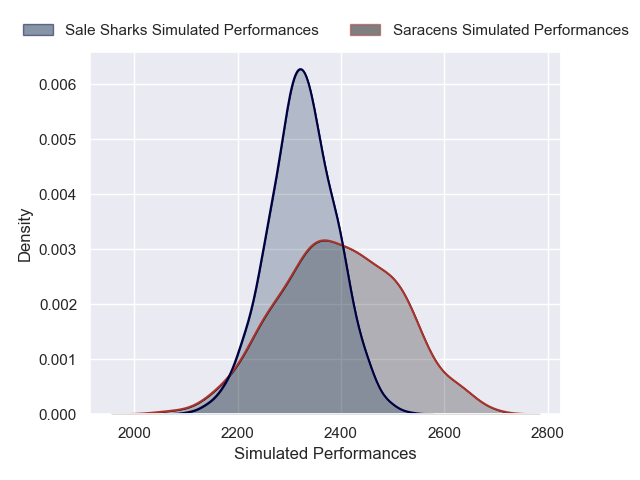 Sale Sharks Simulated Performances Saracens Simulated Performances
0.006
0.005
0.004
0.003
0.002
0.001
0.000
Density
2000 2200 2400 2600 2800
Simulated Performances